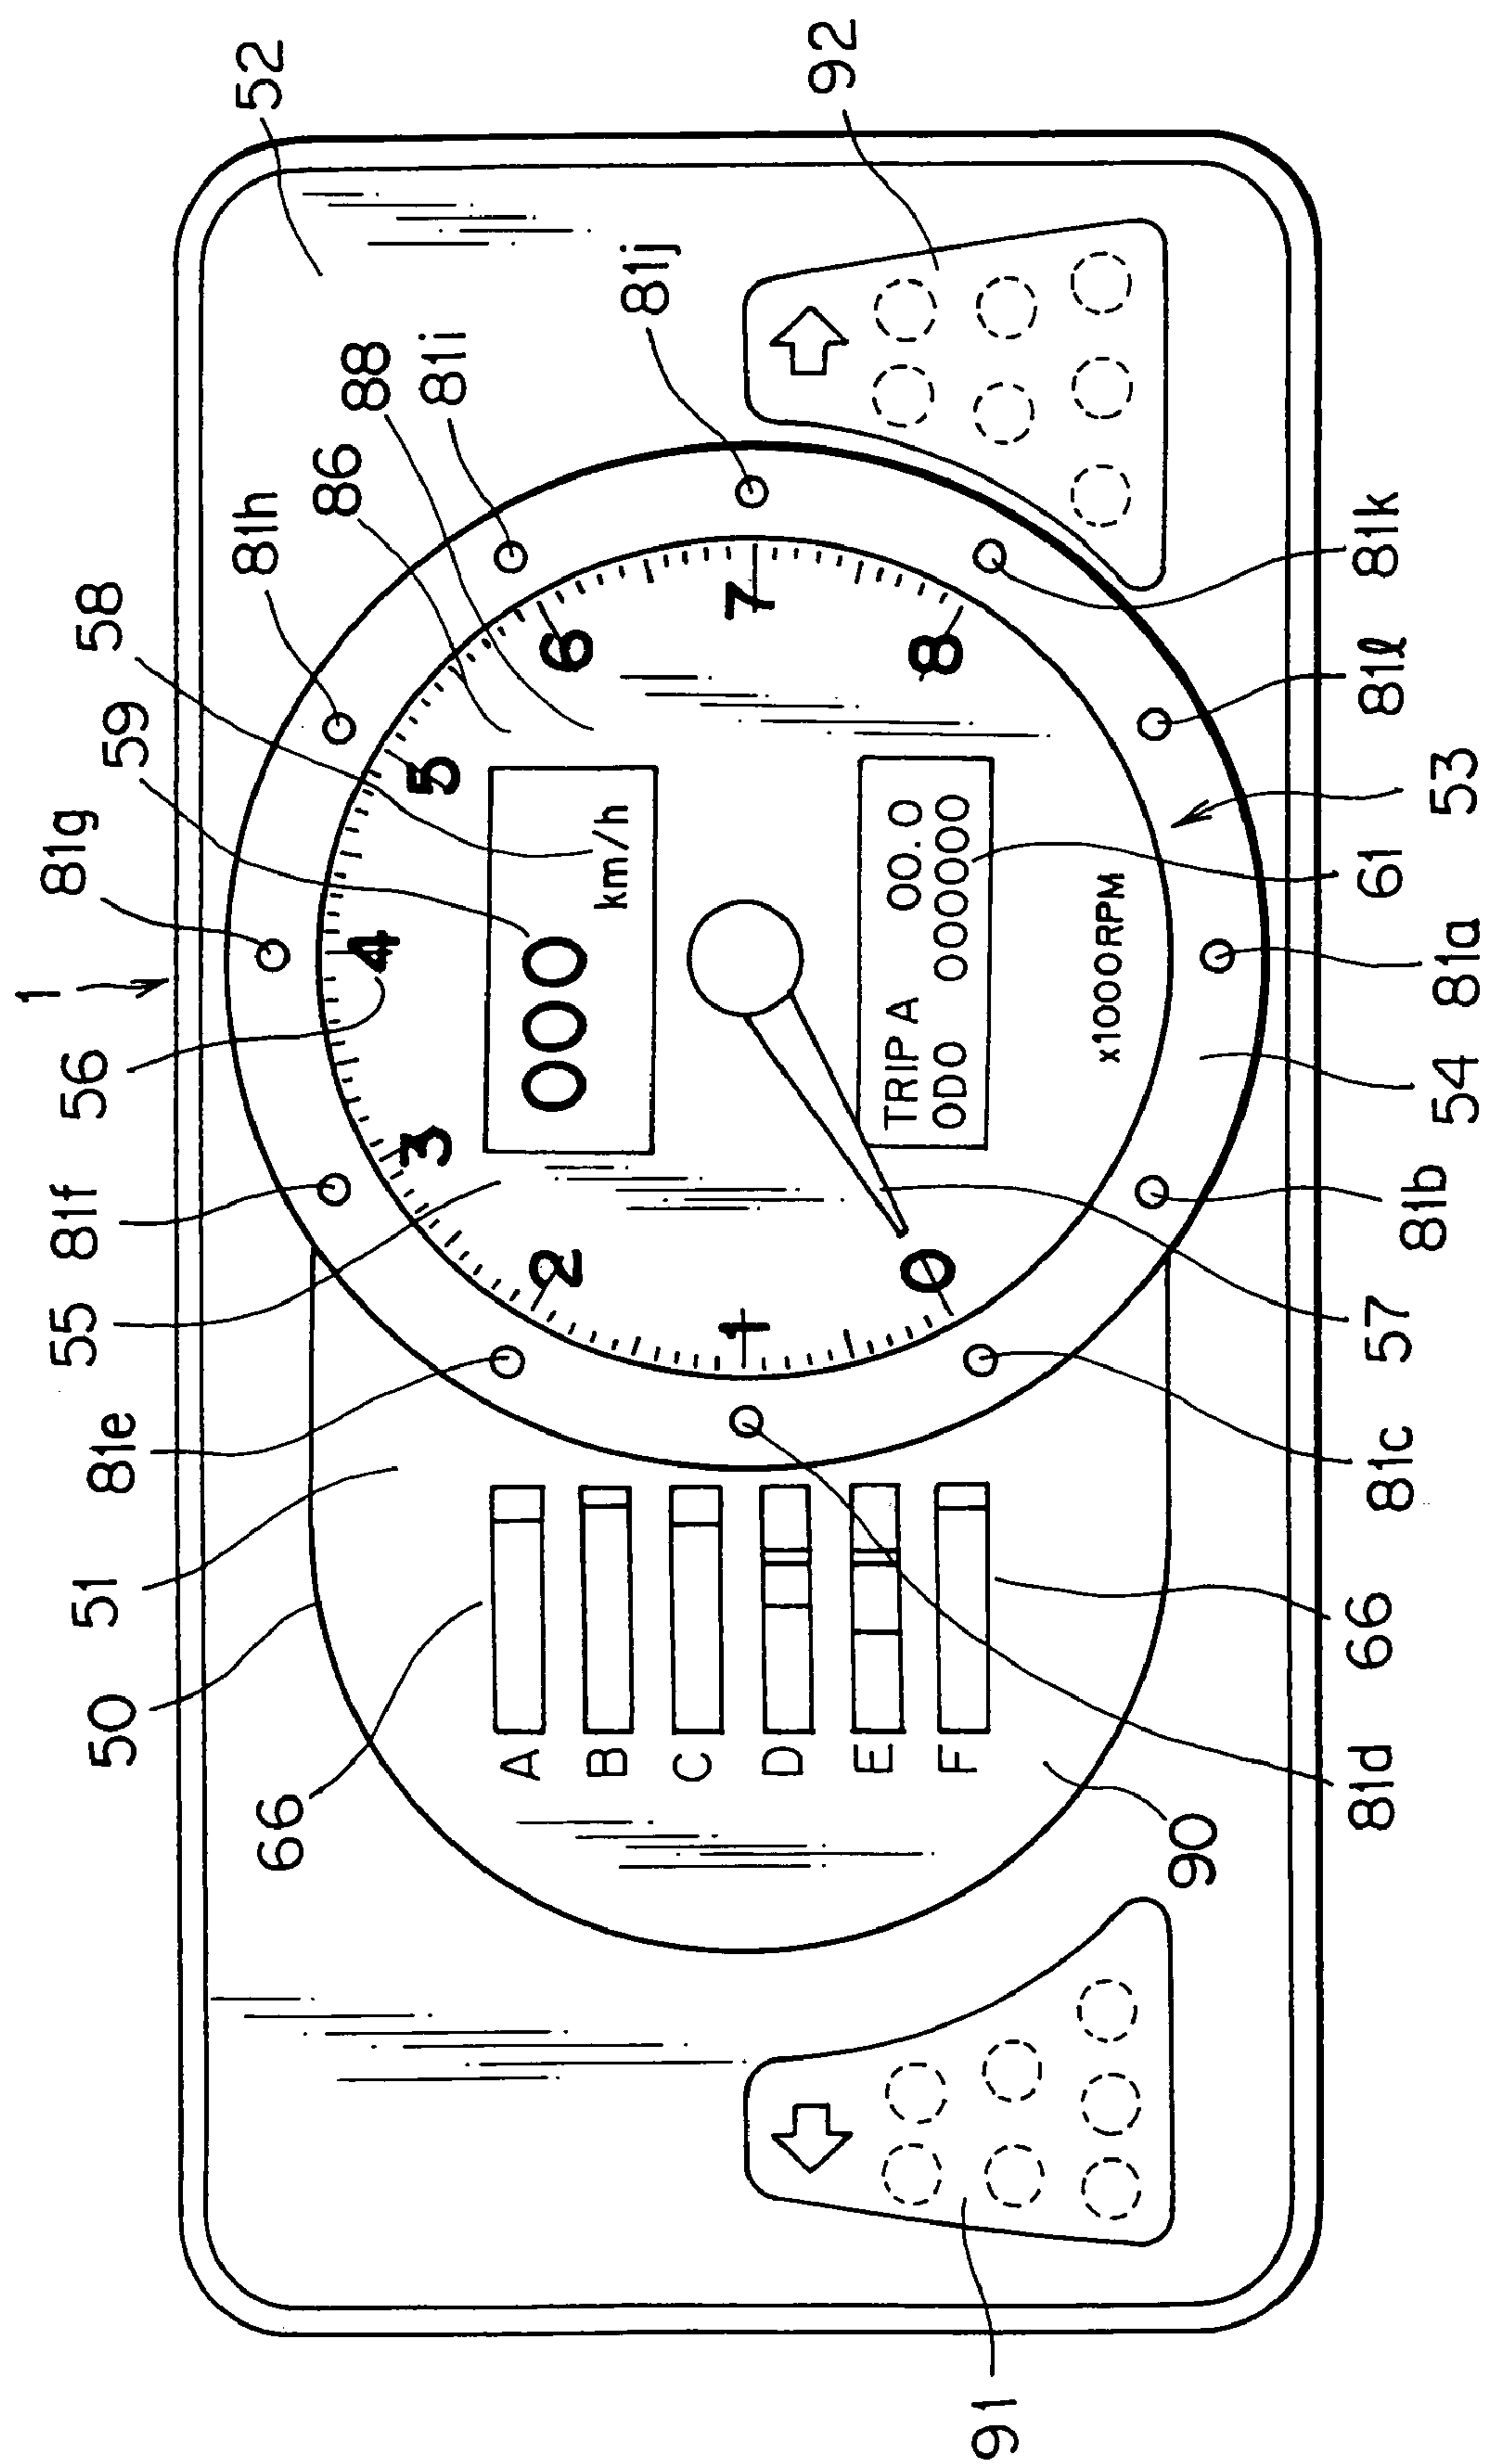 1
66
50
51
81e
55
81f
56
81g
59
58
81h
86
88
81i
81j
52
92
4
3
5
2
6
1
7
0
8
000
km/h
TRIP A 00.0
ODO 000000
x1000RPM
A
B
C
D
E
F
91
90
81d
66
81c
57
81b
54
81a
61
53
81ℓ
81k